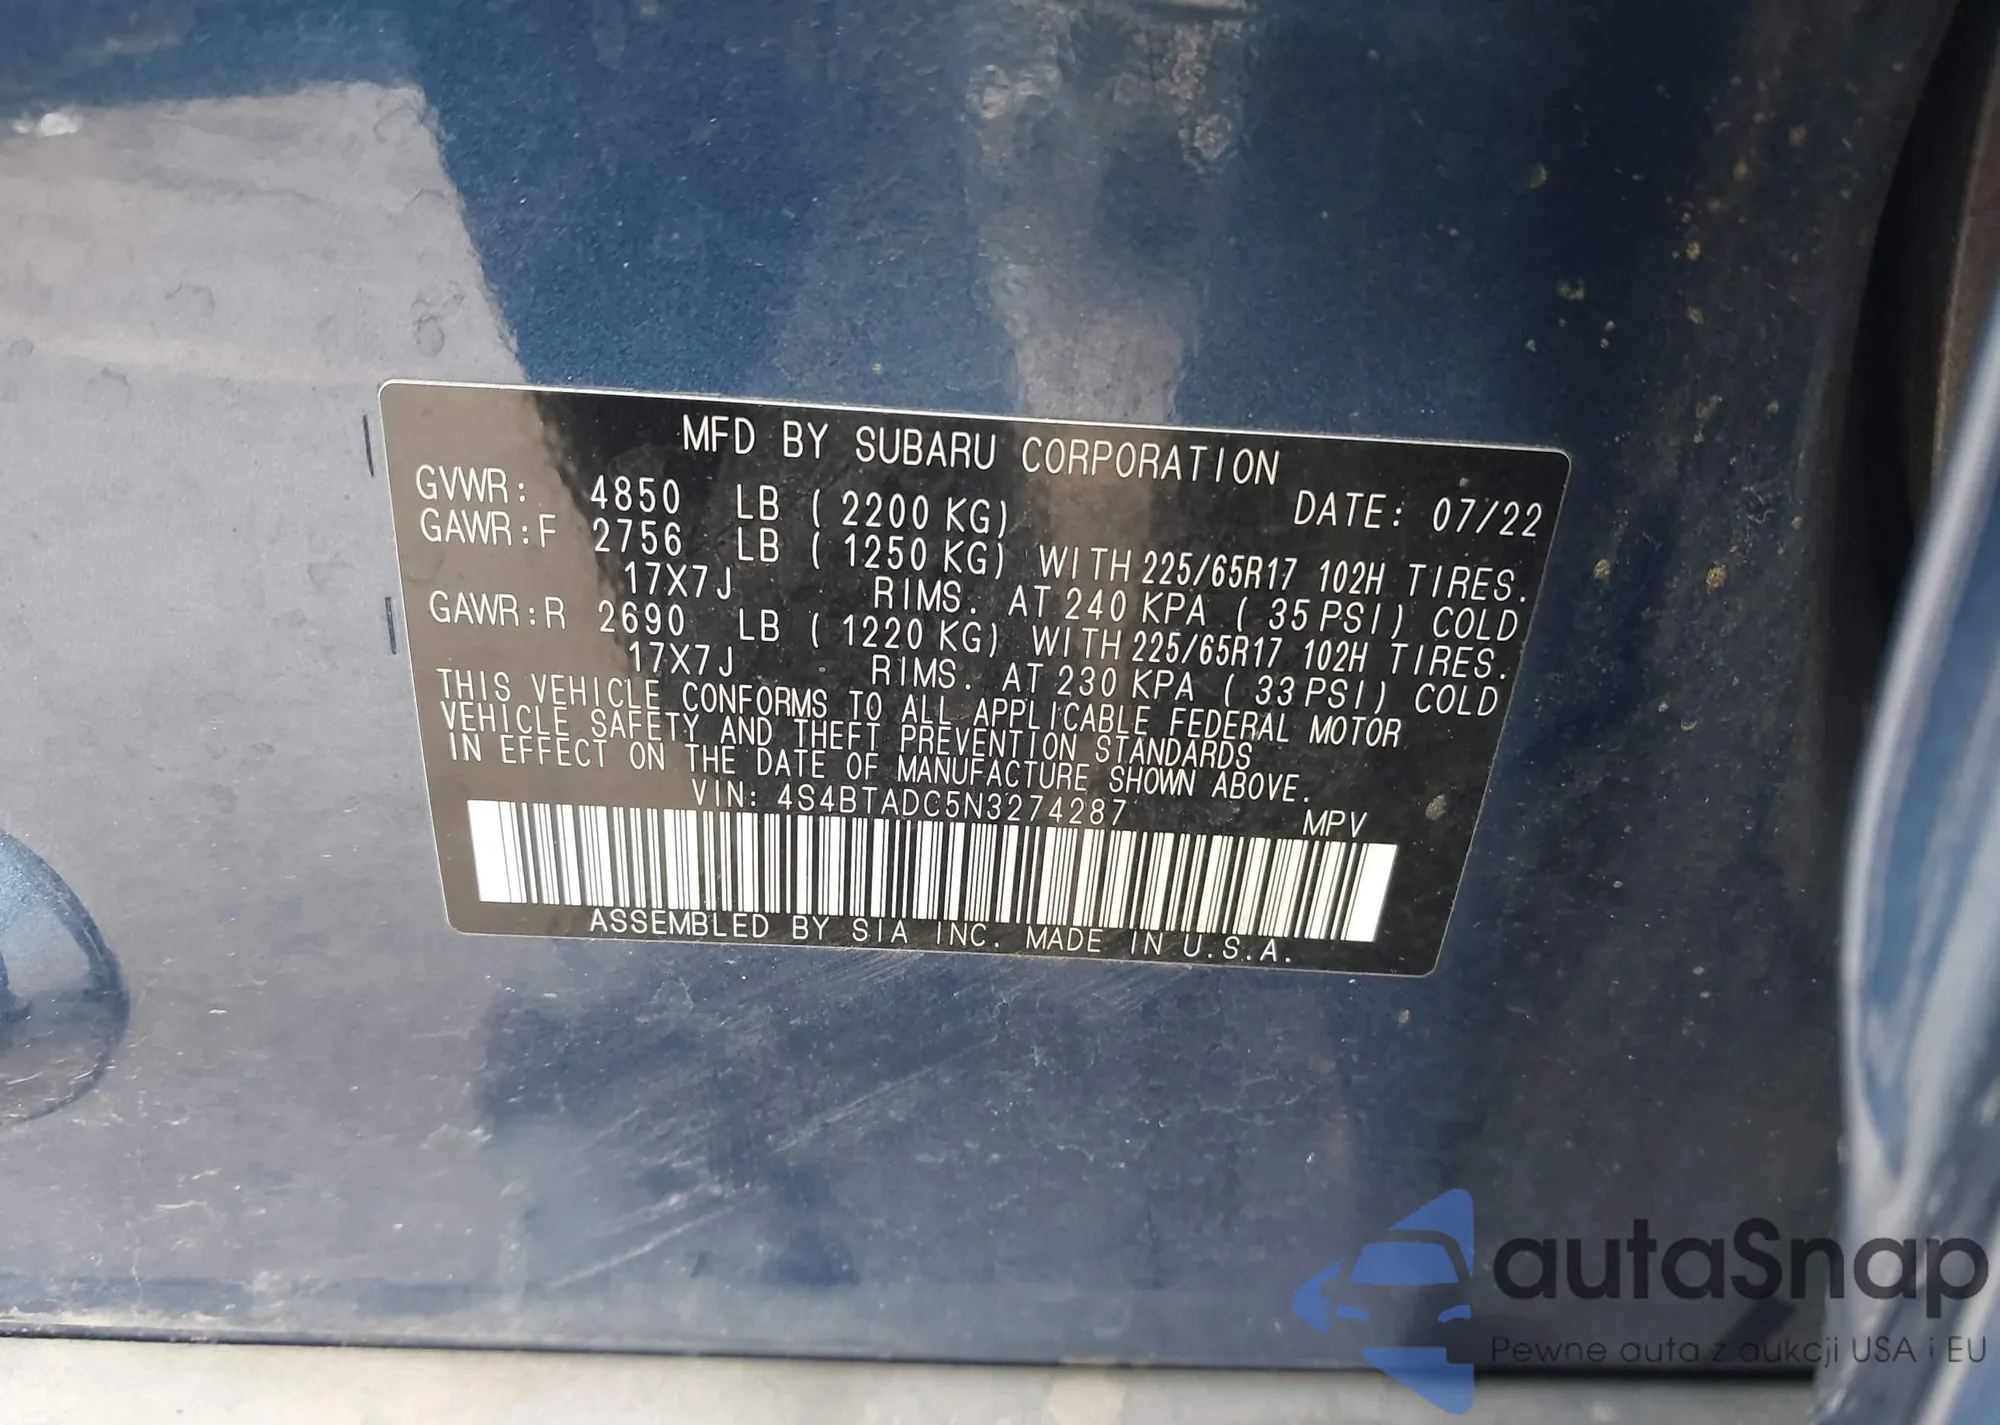 MFD BY SUBARU CORPORATION
GVWR: 4850 LB ( 2200 KG) DATE: 07/22
GAWR:F 2756 LB ( 1250 KG) WITH 225/65R17 102H TIRES.
17X7J RIMS. AT 240 KPA ( 35 PSI) COLD
GAWR:R 2690 LB ( 1220 KG) WITH 225/65R17 102H TIRES.
17X7J RIMS. AT 230 KPA ( 33 PSI) COLD
THIS VEHICLE CONFORMS TO ALL APPLICABLE FEDERAL MOTOR
VEHICLE SAFETY AND THEFT PREVENTION STANDARDS
IN EFFECT ON THE DATE OF MANUFACTURE SHOWN ABOVE.
VIN: 4S4BTADC5N3274287 MPV
ASSEMBLED BY SIA INC. MADE IN U.S.A.
autaSnap
Pewne auta z aukcji USA i EU